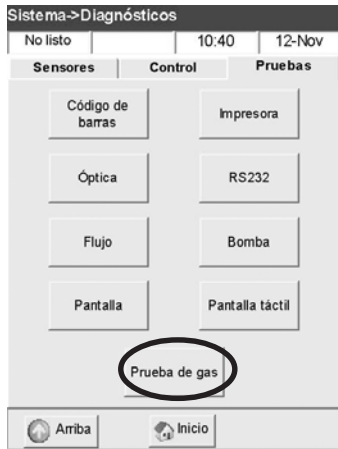 Sistema->Diagnósticos
No listo 10:40 12-Nov
Sensores Control Pruebas
Código de barras Impresora
Óptica RS232
Flujo Bomba
Pantalla Pantalla táctil
Prueba de gas
Arriba Inicio